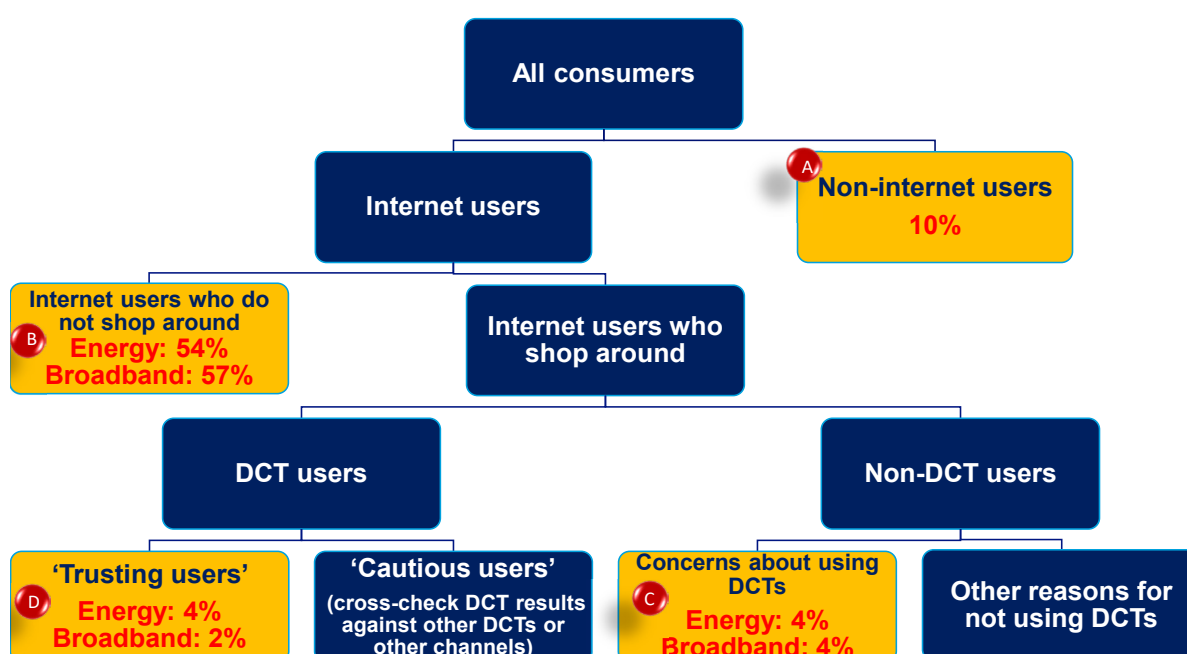 All consumers
Internet users
A
Non-internet users
10%
Internet users who do
not shop around
B
Energy: 54%
Broadband: 57%
Internet users who
shop around
DCT users
Non-DCT users
‘Trusting users’
D
Energy: 4%
Broadband: 2%
‘Cautious users’
(cross-check DCT results
against other DCTs or
other channels)
Concerns about using
DCTs
C
Energy: 4%
Broadband: 4%
Other reasons for
not using DCTs